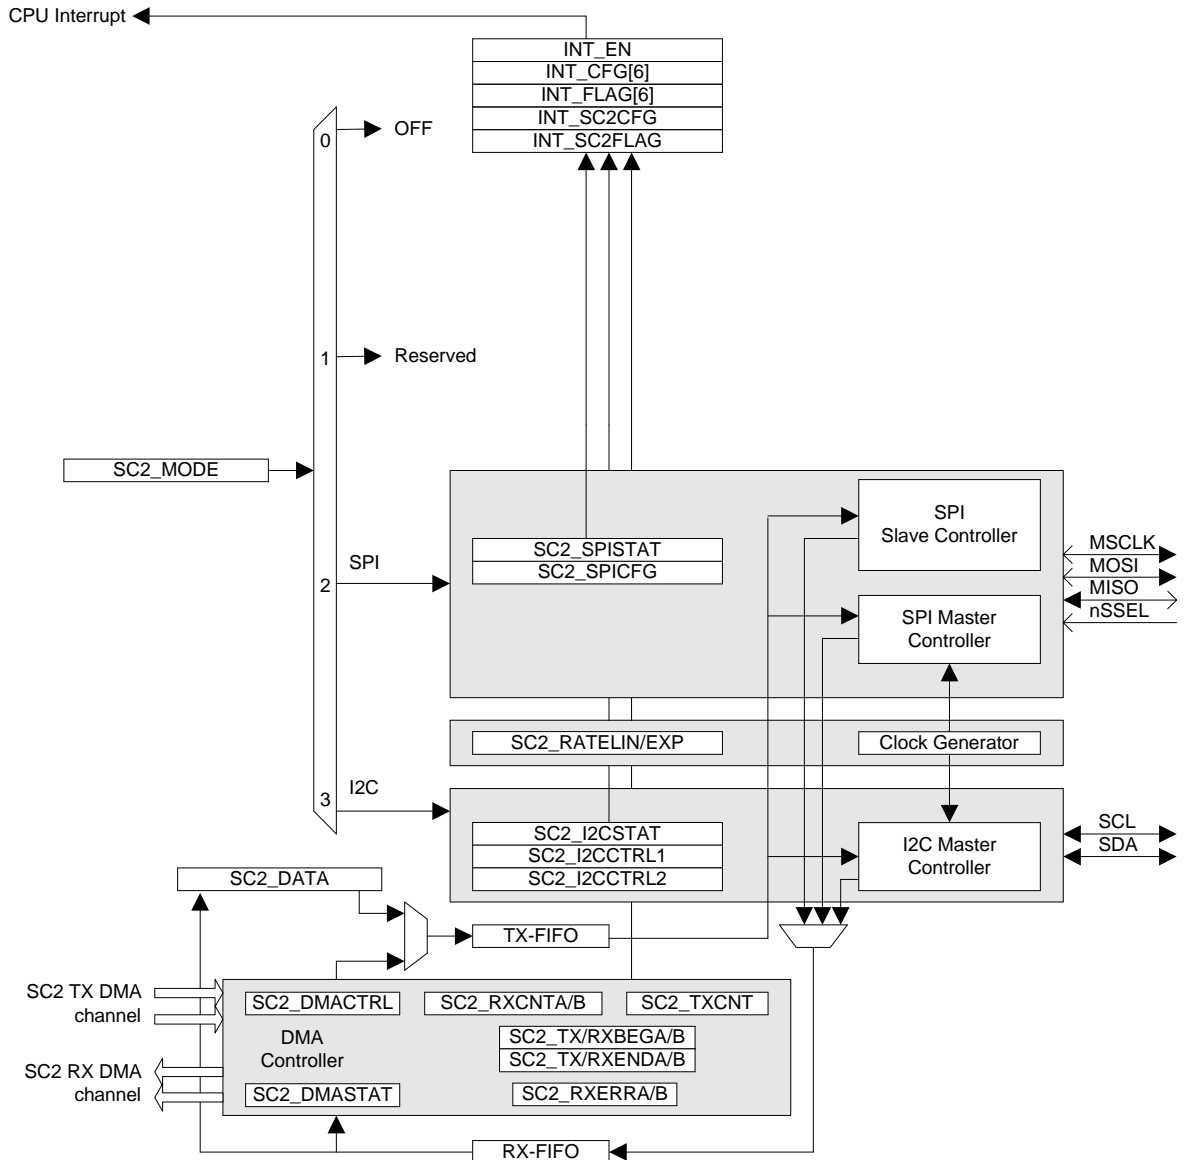 CPU Interrupt
INT_EN
INT_CFG[6]
INT_FLAG[6]
INT_SC2CFG
INT_SC2FLAG
0
OFF
1
Reserved
SC2_MODE
SPI
2
SC2_SPISTAT
SC2_SPICFG
SPI
Slave Controller
SPI Master
Controller
MSCLK
MOSI
MISO
nSSEL
SC2_RATELIN/EXP
Clock Generator
I2C
3
SC2_I2CSTAT
SC2_I2CCTRL1
SC2_I2CCTRL2
I2C Master
Controller
SCL
SDA
SC2_DATA
TX-FIFO
SC2 TX DMA
channel
SC2_DMACTRL
SC2_RXCNTA/B
SC2_TXCNT
DMA
Controller
SC2_TX/RXBEGA/B
SC2_TX/RXENDA/B
SC2 RX DMA
channel
SC2_DMASTAT
SC2_RXERRA/B
RX-FIFO